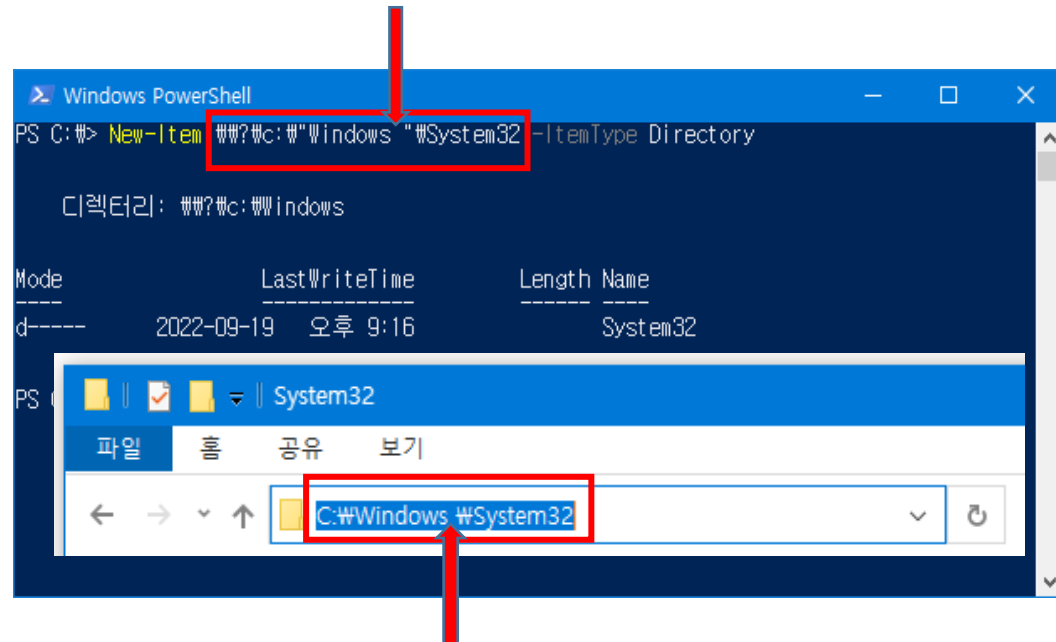 Windows PowerShell
PS C:₩> New-Item ₩₩?₩c:₩"Windows "₩System32 -ItemType Directory
디렉터리: ₩₩?₩c:₩Windows
Mode LastWriteTime Length Name
---- ------------- ------ ----
d----- 2022-09-19 오후 9:16 System32
PS
System32
파일 홈 공유 보기
C:₩Windows ₩System32